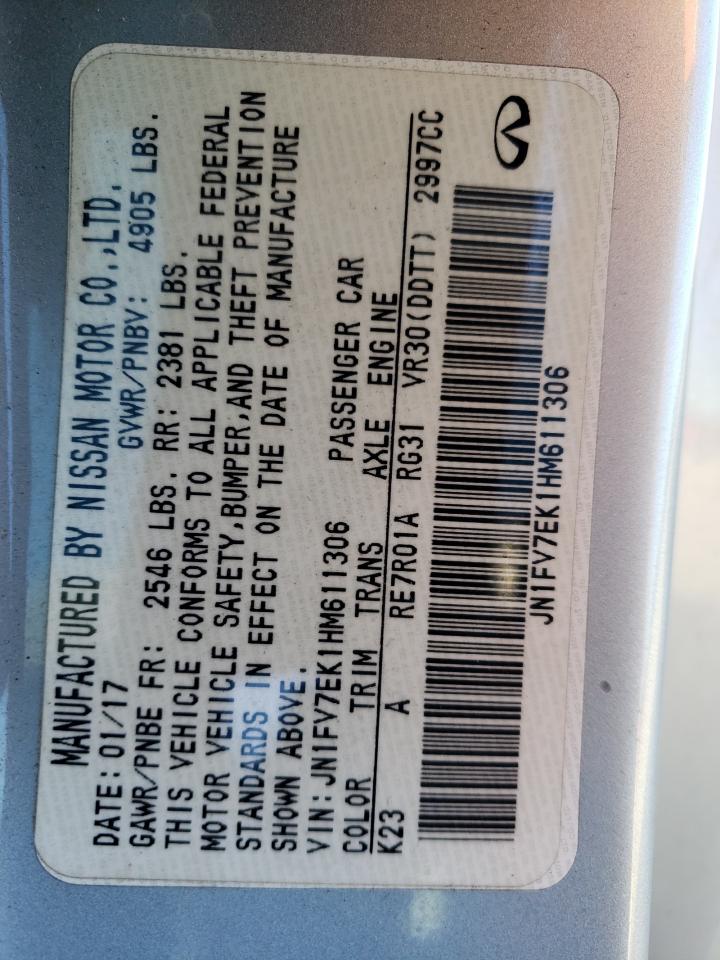 MANUFACTURED BY NISSAN MOTOR CO.,LTD.
DATE: 01/17 GVWR/PNBV: 4905 LBS.
GAWR/PNBE FR: 2546 LBS. RR: 2381 LBS.
THIS VEHICLE CONFORMS TO ALL APPLICABLE FEDERAL
MOTOR VEHICLE SAFETY,BUMPER,AND THEFT PREVENTION
STANDARDS IN EFFECT ON THE DATE OF MANUFACTURE
SHOWN ABOVE.
VIN: JN1FV7EK1HM611306 PASSENGER CAR
COLOR TRIM TRANS AXLE ENGINE
K23 A RE7R01A RG31 VR30(DDTT) 2997CC
JN1FV7EK1HM611306